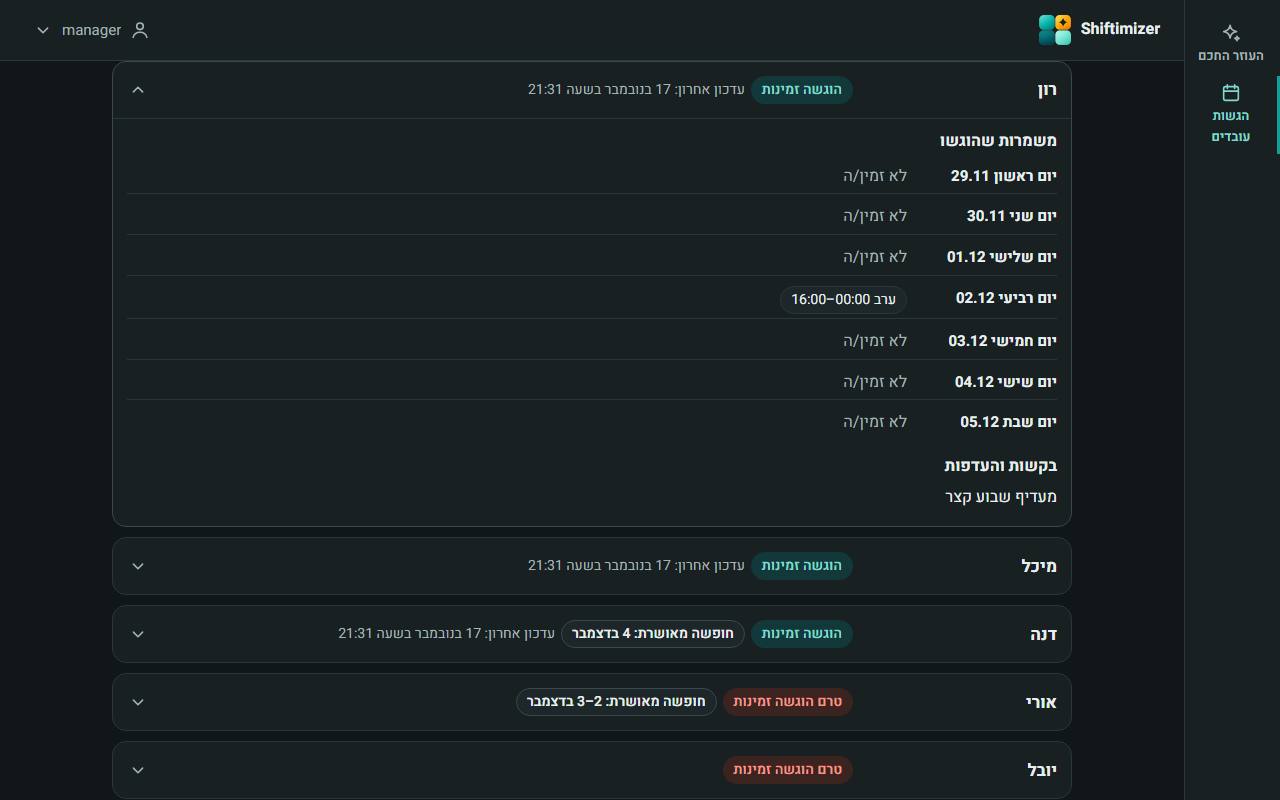 Shiftimizer
manager
העוזר החכם
הגשות
עובדים
רון הוגשה זמינות עדכון אחרון: 17 בנובמבר בשעה 21:31
משמרות שהוגשו
יום ראשון 29.11 לא זמין/ה
יום שני 30.11 לא זמין/ה
יום שלישי 01.12 לא זמין/ה
יום רביעי 02.12 ערב 16:00–00:00
יום חמישי 03.12 לא זמין/ה
יום שישי 04.12 לא זמין/ה
יום שבת 05.12 לא זמין/ה
בקשות והעדפות
מעדיף שבוע קצר
מיכל הוגשה זמינות עדכון אחרון: 17 בנובמבר בשעה 21:31
דנה הוגשה זמינות חופשה מאושרת: 4 בדצמבר עדכון אחרון: 17 בנובמבר בשעה 21:31
אורי טרם הוגשה זמינות חופשה מאושרת: 2–3 בדצמבר
יובל טרם הוגשה זמינות